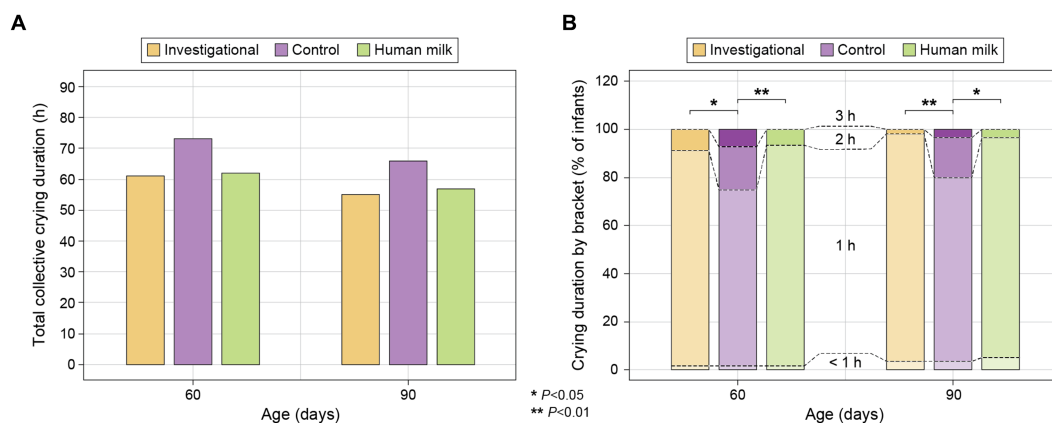 A
Investigational Control Human milk
Total collective crying duration (h)
90
80
70
60
50
40
30
20
10
0
60 90
Age (days)
* P<0.05
** P<0.01
B
Investigational Control Human milk
Crying duration by bracket (% of infants)
120
100
80
60
40
20
0
* ** ** *
3 h
2 h
1 h
< 1 h
60 90
Age (days)